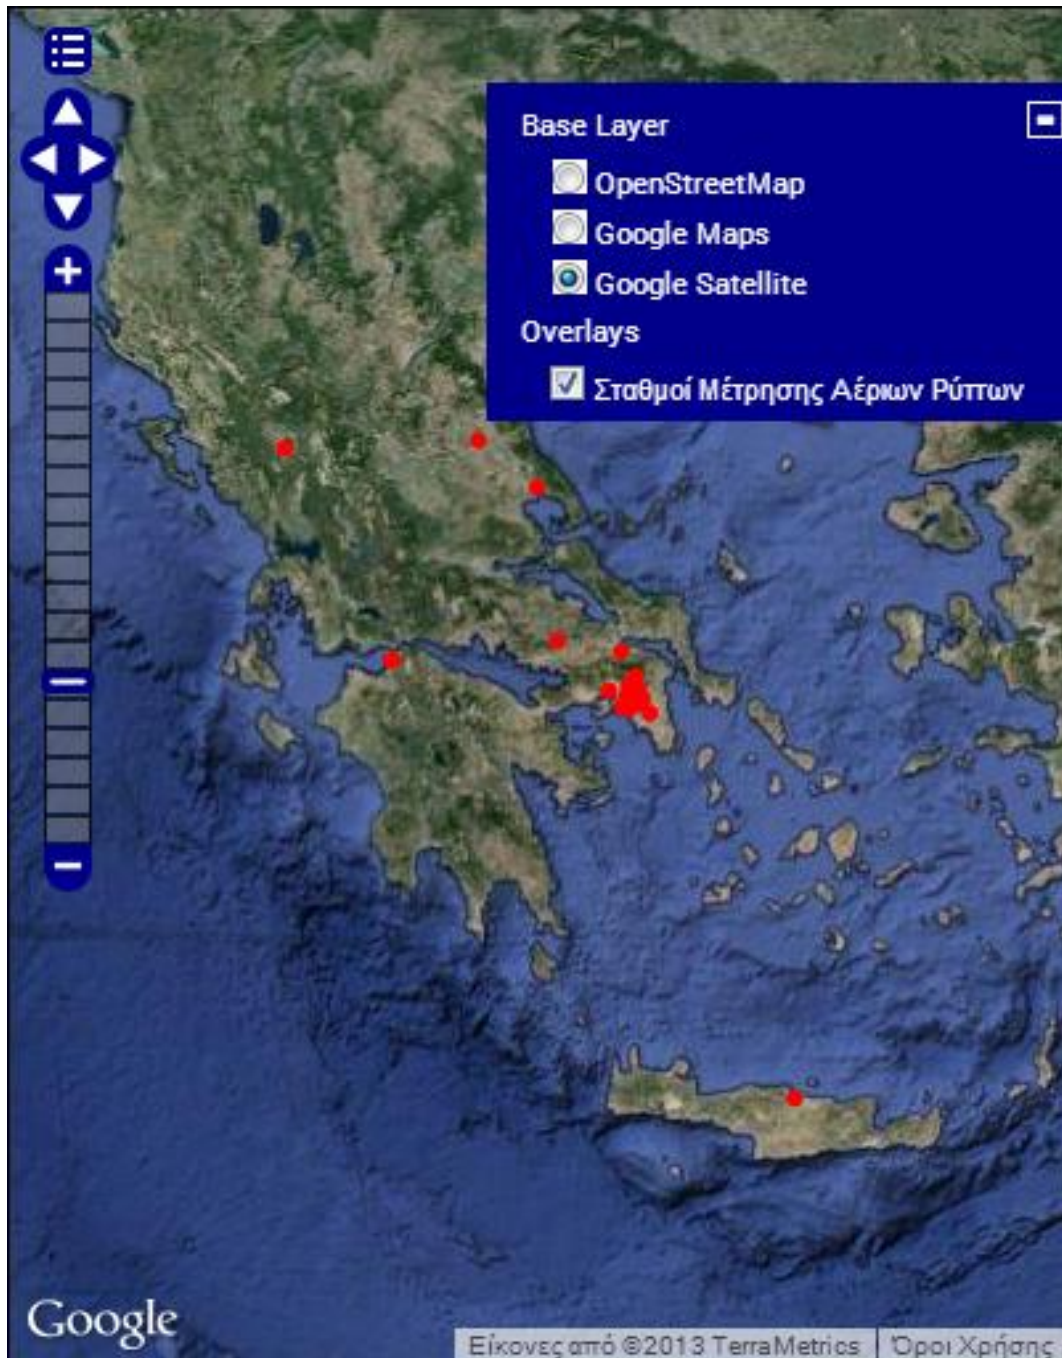 Base Layer
OpenStreetMap
Google Maps
Google Satellite
Overlays
Σταθμοί Μέτρησης Αέριων Ρύπων
Google
Εικόνες από ©2013 TerraMetrics Όροι Χρήσης